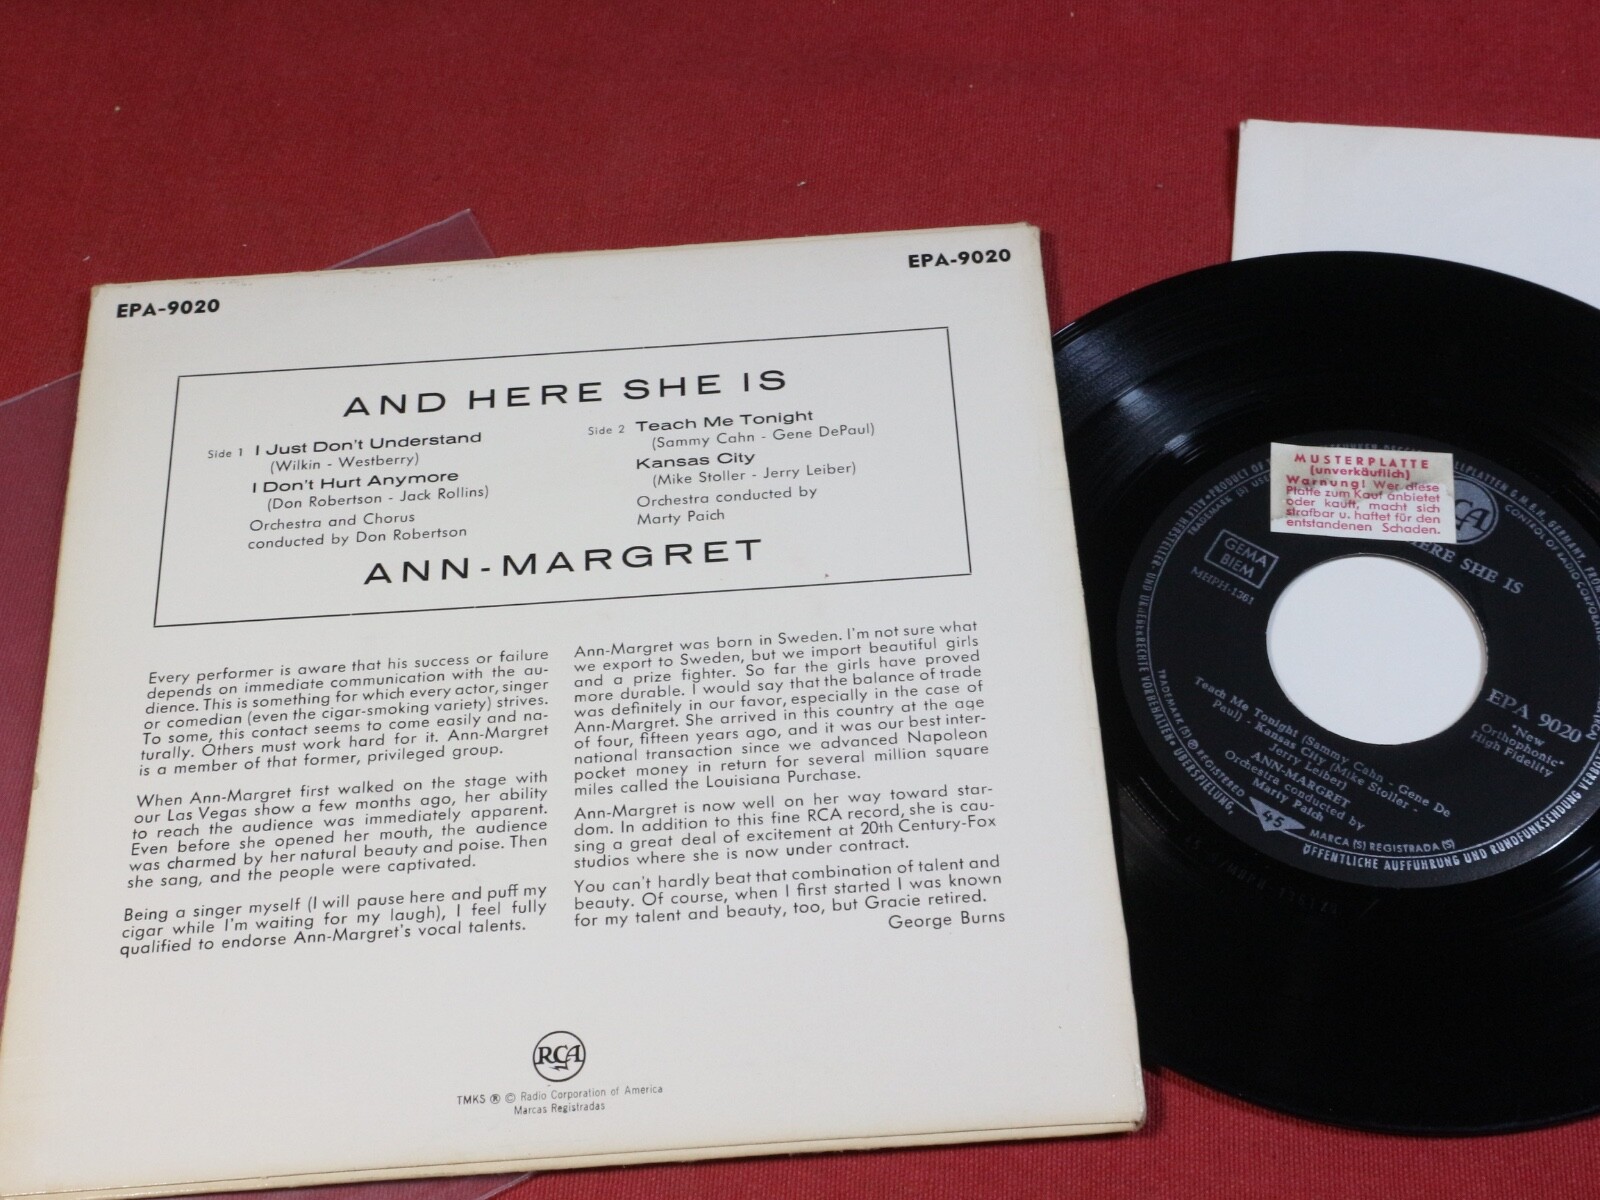 EPA-9020
EPA-9020
AND HERE SHE IS
Side 1 I Just Don't Understand
(Wilkin - Westberry)
I Don't Hurt Anymore
(Don Robertson - Jack Rollins)
Orchestra and Chorus
conducted by Don Robertson
Side 2 Teach Me Tonight
(Sammy Cahn - Gene DePaul)
Kansas City
(Mike Stoller - Jerry Leiber)
Orchestra conducted by
Marty Paich
ANN-MARGRET
Every performer is aware that his success or failure
depends on immediate communication with the au-
dience. This is something for which every actor, singer
or comedian (even the cigar-smoking variety) strives.
To some, this contact seems to come easily and na-
turally. Others must work hard for it. Ann-Margret
is a member of that former, privileged group.
When Ann-Margret first walked on the stage with
our Las Vegas show a few months ago, her ability
to reach the audience was immediately apparent.
Even before she opened her mouth, the audience
was charmed by her natural beauty and poise. Then
she sang, and the people were captivated.
Being a singer myself (I will pause here and puff my
cigar while I'm waiting for my laugh), I feel fully
qualified to endorse Ann-Margret's vocal talents.
Ann-Margret was born in Sweden. I'm not sure what
we export to Sweden, but we import beautiful girls
and a prize fighter. So far the girls have proved
more durable. I would say that the balance of trade
was definitely in our favor, especially in the case of
Ann-Margret. She arrived in this country at the age
of four, fifteen years ago, and it was our best inter-
national transaction since we advanced Napoleon
pocket money in return for several million square
miles called the Louisiana Purchase.
Ann-Margret is now well on her way toward star-
dom. In addition to this fine RCA record, she is cau-
sing a great deal of excitement at 20th Century-Fox
studios where she is now under contract.
You can't hardly beat that combination of talent and
beauty. Of course, when I first started I was known
for my talent and beauty, too, but Gracie retired.
George Burns
RCA
TMKS ® © Radio Corporation of America
Marcas Registradas
MUSTERPLATTE
(unverkäuflich)
Warnung! Wer diese
Platte zum Kauf anbietet
oder kauft, macht sich
strafbar u. haftet für den
entstandenen Schaden.
HERE SHE IS
GEMA
BIEM
MHPH-1361
EPA 9020
"New
Orthophonic"
High Fidelity
Teach Me Tonight (Sammy Cahn - Gene De
Paul) - Kansas City (Mike Stoller -
Jerry Leiber)
ANN-MARGRET
Orchestra conducted by
Marty Paich
45
TRADEMARK(S) ® REGISTERED
MARCA (S) REGISTRADA (S)
ÜBERSPIELUNG, ÖFFENTLICHE AUFFÜHRUNG UND RUNDFUNKSENDUNG